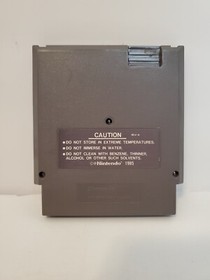 CAUTION
●DO NOT STORE IN EXTREME TEMPERATURES.
●DO NOT IMMERSE IN WATER.
●DO NOT CLEAN WITH BENZENE, THINNER,
ALCOHOL OR OTHER SUCH SOLVENTS.
Nintendo 1985